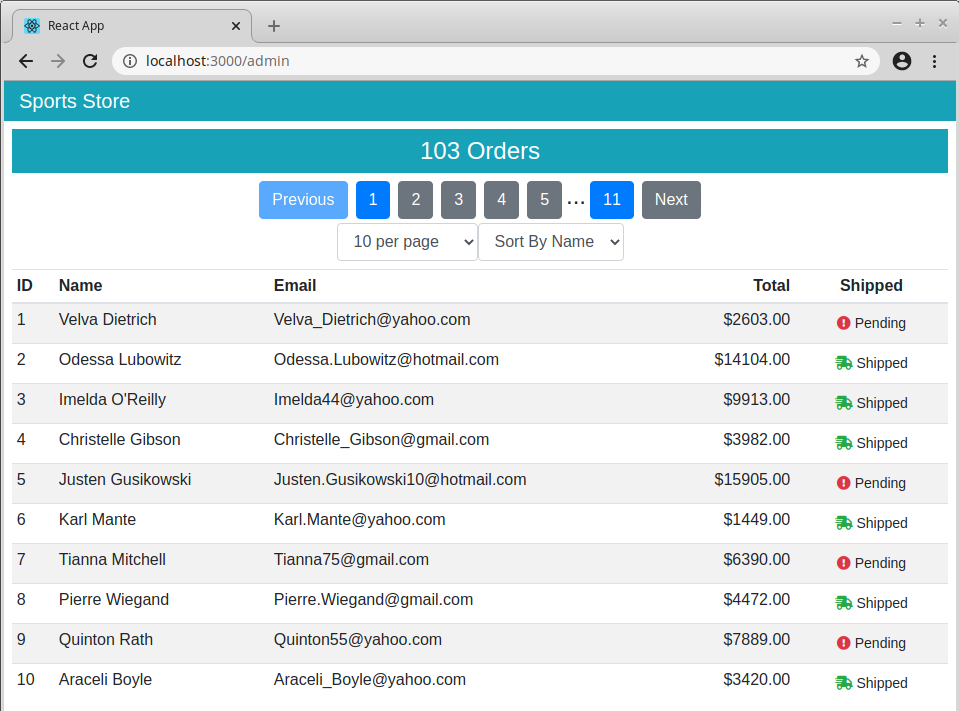 React App
localhost:3000/admin
Sports Store
103 Orders
Previous 1 2 3 4 5 ... 11 Next
10 per page Sort By Name
ID Name Email Total Shipped
1 Velva Dietrich Velva_Dietrich@yahoo.com $2603.00 Pending
2 Odessa Lubowitz Odessa.Lubowitz@hotmail.com $14104.00 Shipped
3 Imelda O'Reilly Imelda44@yahoo.com $9913.00 Shipped
4 Christelle Gibson Christelle_Gibson@gmail.com $3982.00 Shipped
5 Justen Gusikowski Justen.Gusikowski10@hotmail.com $15905.00 Pending
6 Karl Mante Karl.Mante@yahoo.com $1449.00 Shipped
7 Tianna Mitchell Tianna75@gmail.com $6390.00 Pending
8 Pierre Wiegand Pierre.Wiegand@gmail.com $4472.00 Shipped
9 Quinton Rath Quinton55@yahoo.com $7889.00 Pending
10 Araceli Boyle Araceli_Boyle@yahoo.com $3420.00 Shipped